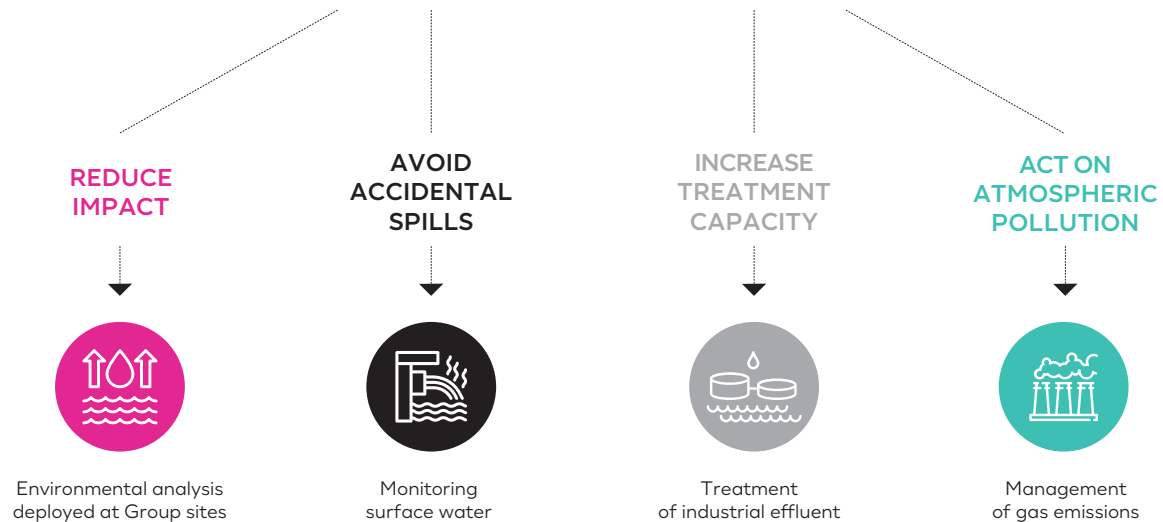 REDUCE
IMPACT
AVOID
ACCIDENTAL
SPILLS
INCREASE
TREATMENT
CAPACITY
ACT ON
ATMOSPHERIC
POLLUTION
Environmental analysis
deployed at Group sites
Monitoring
surface water
Treatment
of industrial effluent
Management
of gas emissions